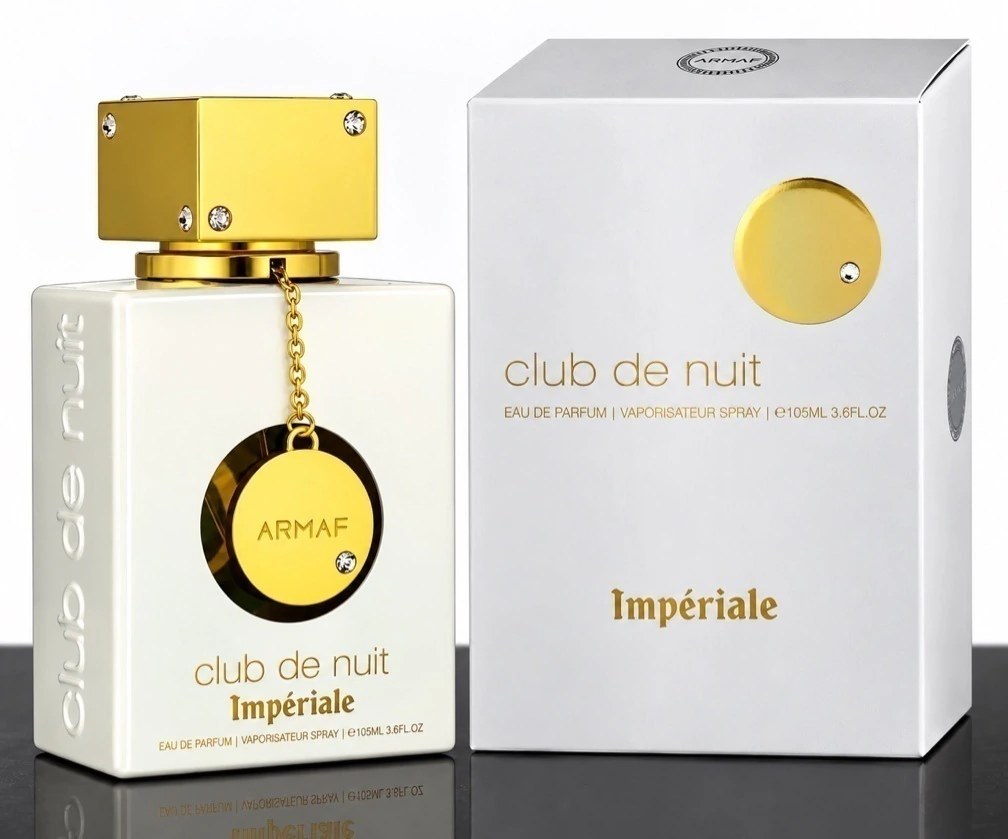 club de nuit
ARMAF
club de nuit
Impériale
EAU DE PARFUM | VAPORISATEUR SPRAY | ℮105ML 3.6FL.OZ
ARMAF
club de nuit
EAU DE PARFUM | VAPORISATEUR SPRAY | ℮105ML 3.6FL.OZ
Impériale